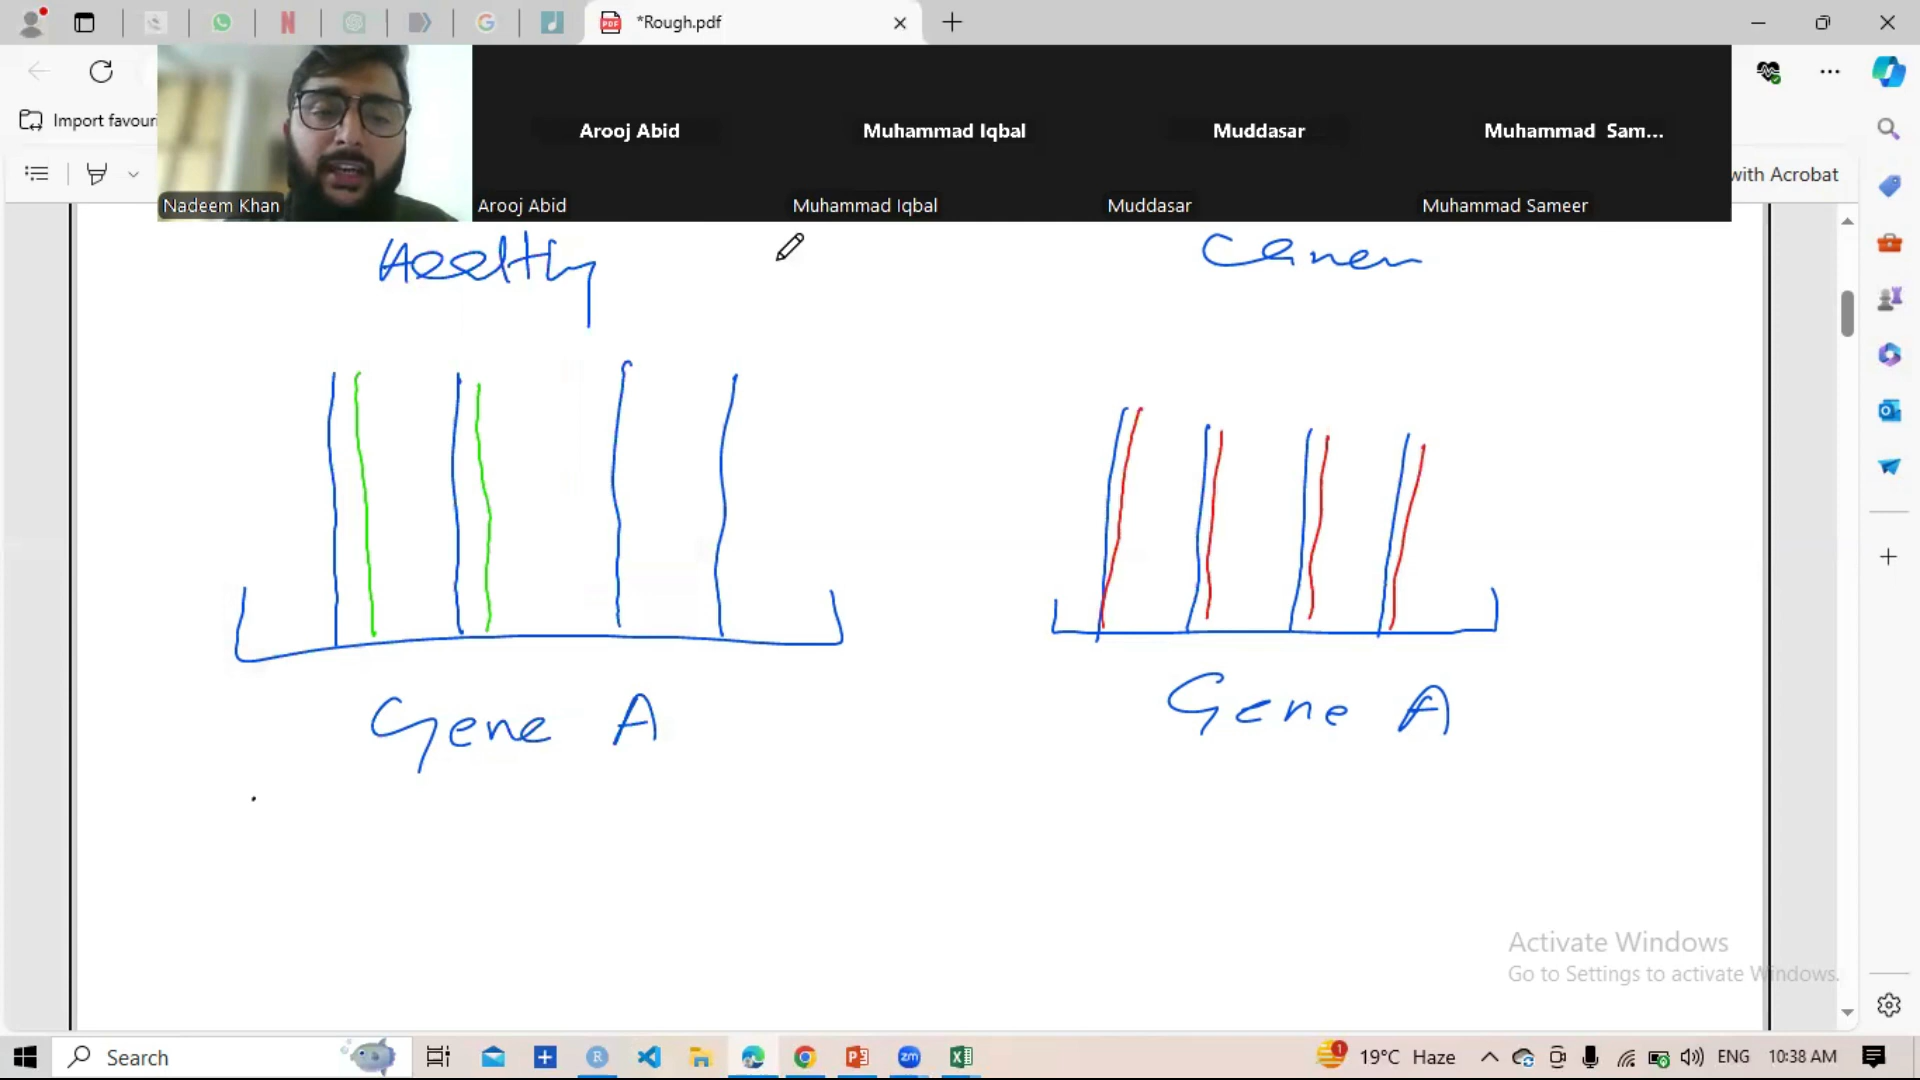 *Rough.pdf
Import favour
with Acrobat
Arooj Abid
Muhammad Iqbal
Muddasar
Muhammad Sam...
Nadeem Khan
Arooj Abid
Muhammad Iqbal
Muddasar
Muhammad Sameer
Healthy
Cancer
Gene A
Gene A
Activate Windows
Go to Settings to activate Windows.
Search
19°C Haze
ENG
10:38 AM